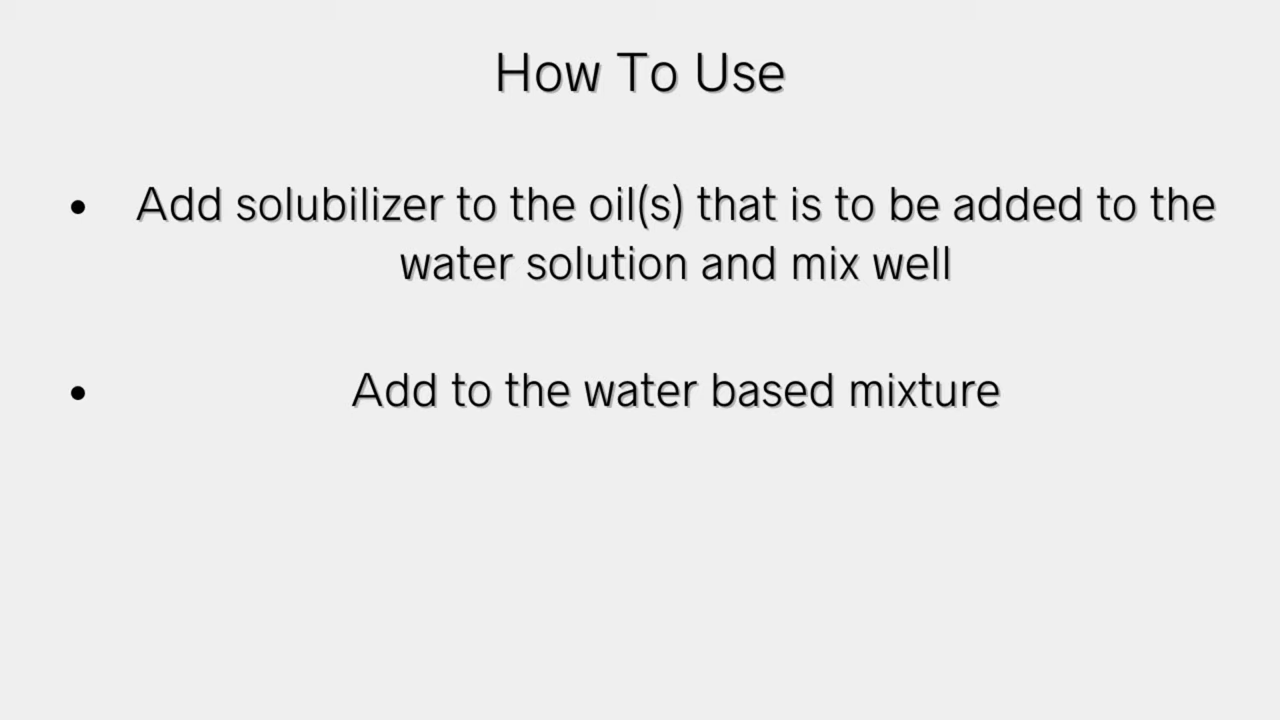 How To Use
• Add solubilizer to the oil(s) that is to be added to the
water solution and mix well
• Add to the water based mixture